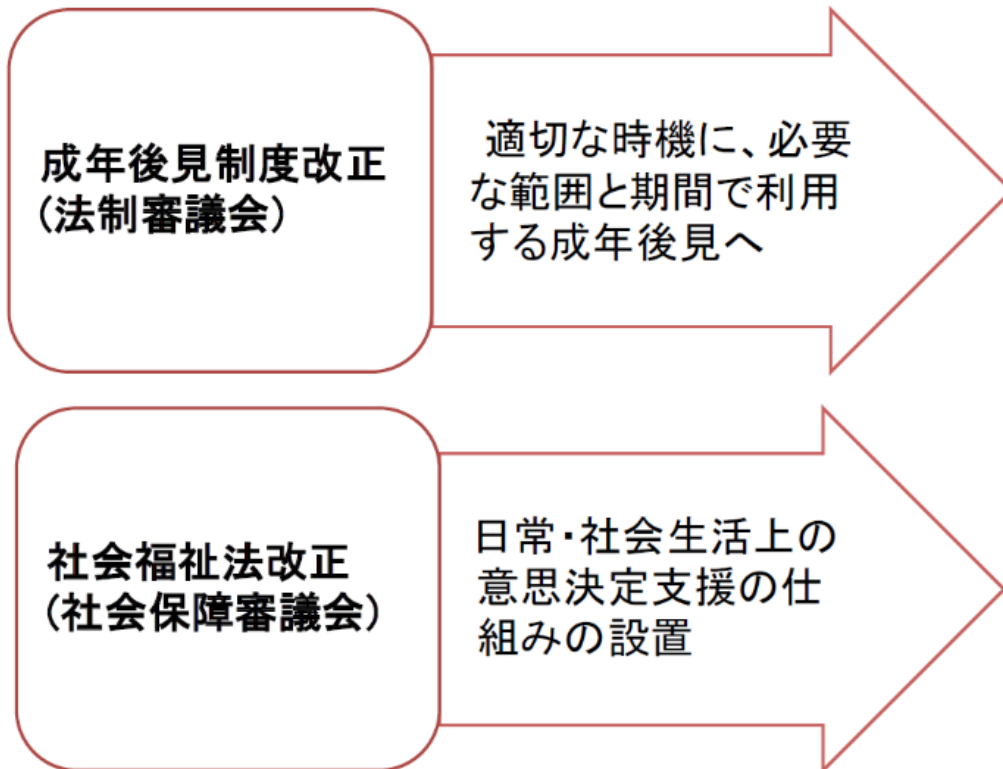 成年後見制度改正
(法制審議会)
適切な時機に、必要
な範囲と期間で利用
する成年後見へ
社会福祉法改正
(社会保障審議会)
日常・社会生活上の
意思決定支援の仕
組みの設置